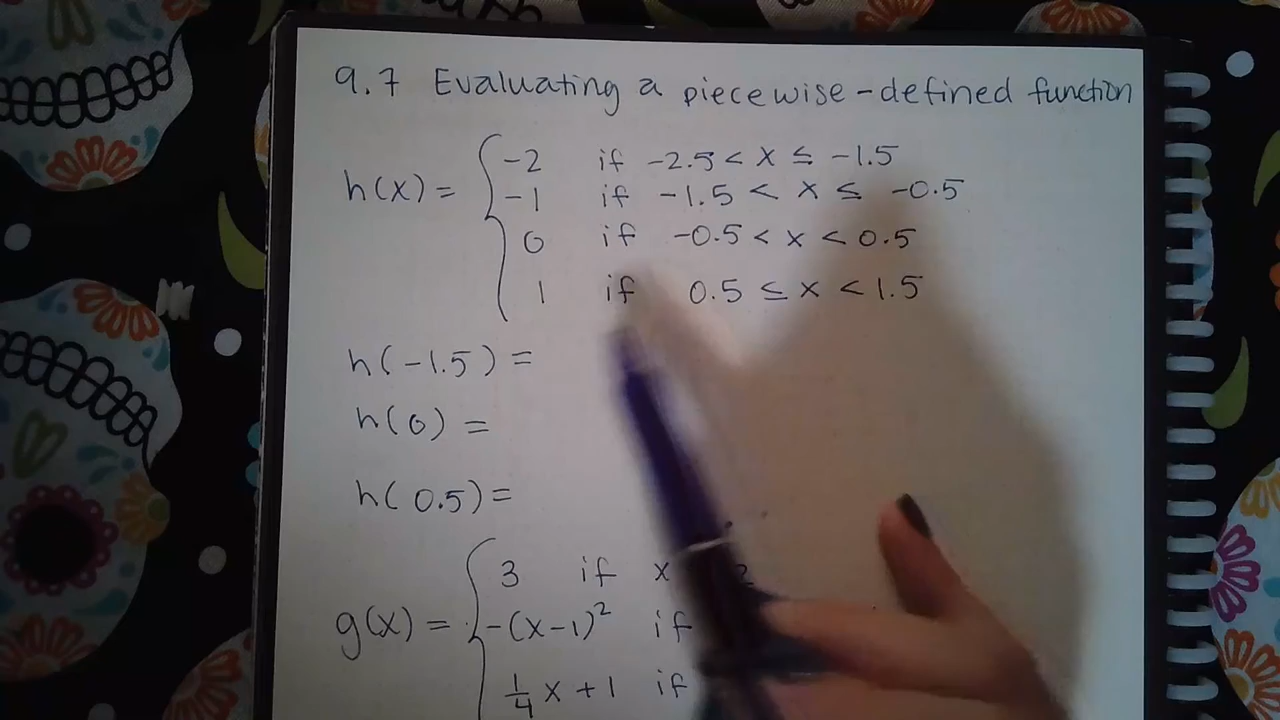 9.7 Evaluating a piecewise-defined function
h(x) = { -2 if -2.5 < x ≤ -1.5
-1 if -1.5 < x ≤ -0.5
0 if -0.5 < x < 0.5
1 if 0.5 ≤ x < 1.5
h(-1.5) =
h(0) =
h(0.5) =
g(x) = { 3 if x
-(x-1)² if
1/4 x + 1 if